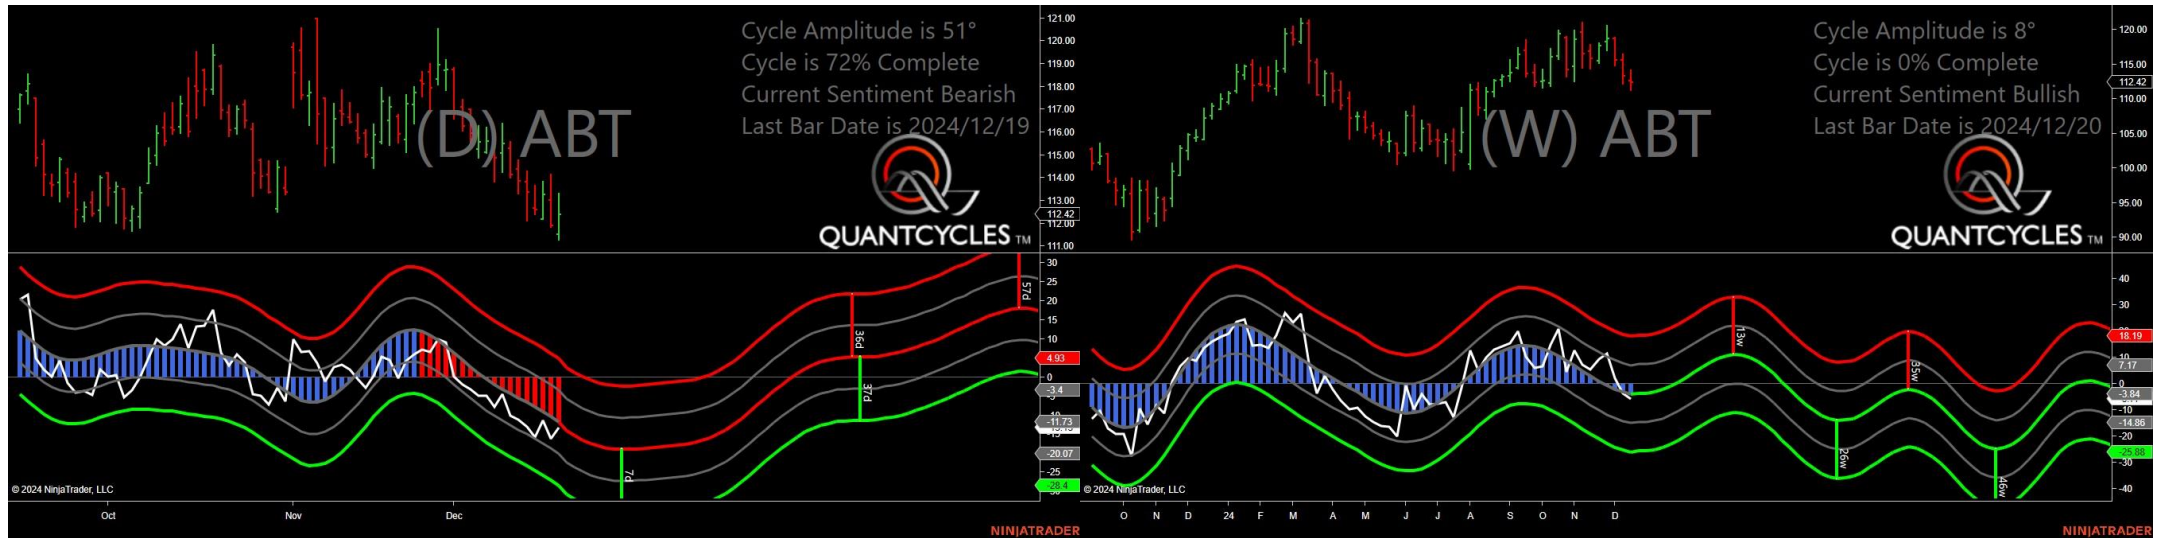 Cycle Amplitude is 51°
Cycle is 72% Complete
Current Sentiment Bearish
Last Bar Date is 2024/12/19
(D) ABT
QUANTCYCLES TM
121.00
120.00
119.00
118.00
117.00
116.00
115.00
114.00
113.00
112.42
112.00
111.00
30
25
20
15
10
4.93
0
-3.4
-11.73
-20.07
-25
-28.4
57d
36d
37d
7d
© 2024 NinjaTrader, LLC
Oct Nov Dec
NINJATRADER
Cycle Amplitude is 8°
Cycle is 0% Complete
Current Sentiment Bullish
Last Bar Date is 2024/12/20
(W) ABT
QUANTCYCLES TM
120.00
115.00
112.42
110.00
105.00
100.00
95.00
90.00
40
30
18.19
10
7.17
0
-3.84
-10
-14.86
-20
-25.88
-30
-40
13w
35w
26w
46w
© 2024 NinjaTrader, LLC
O N D 24 F M A M J J A S O N D
NINJATRADER